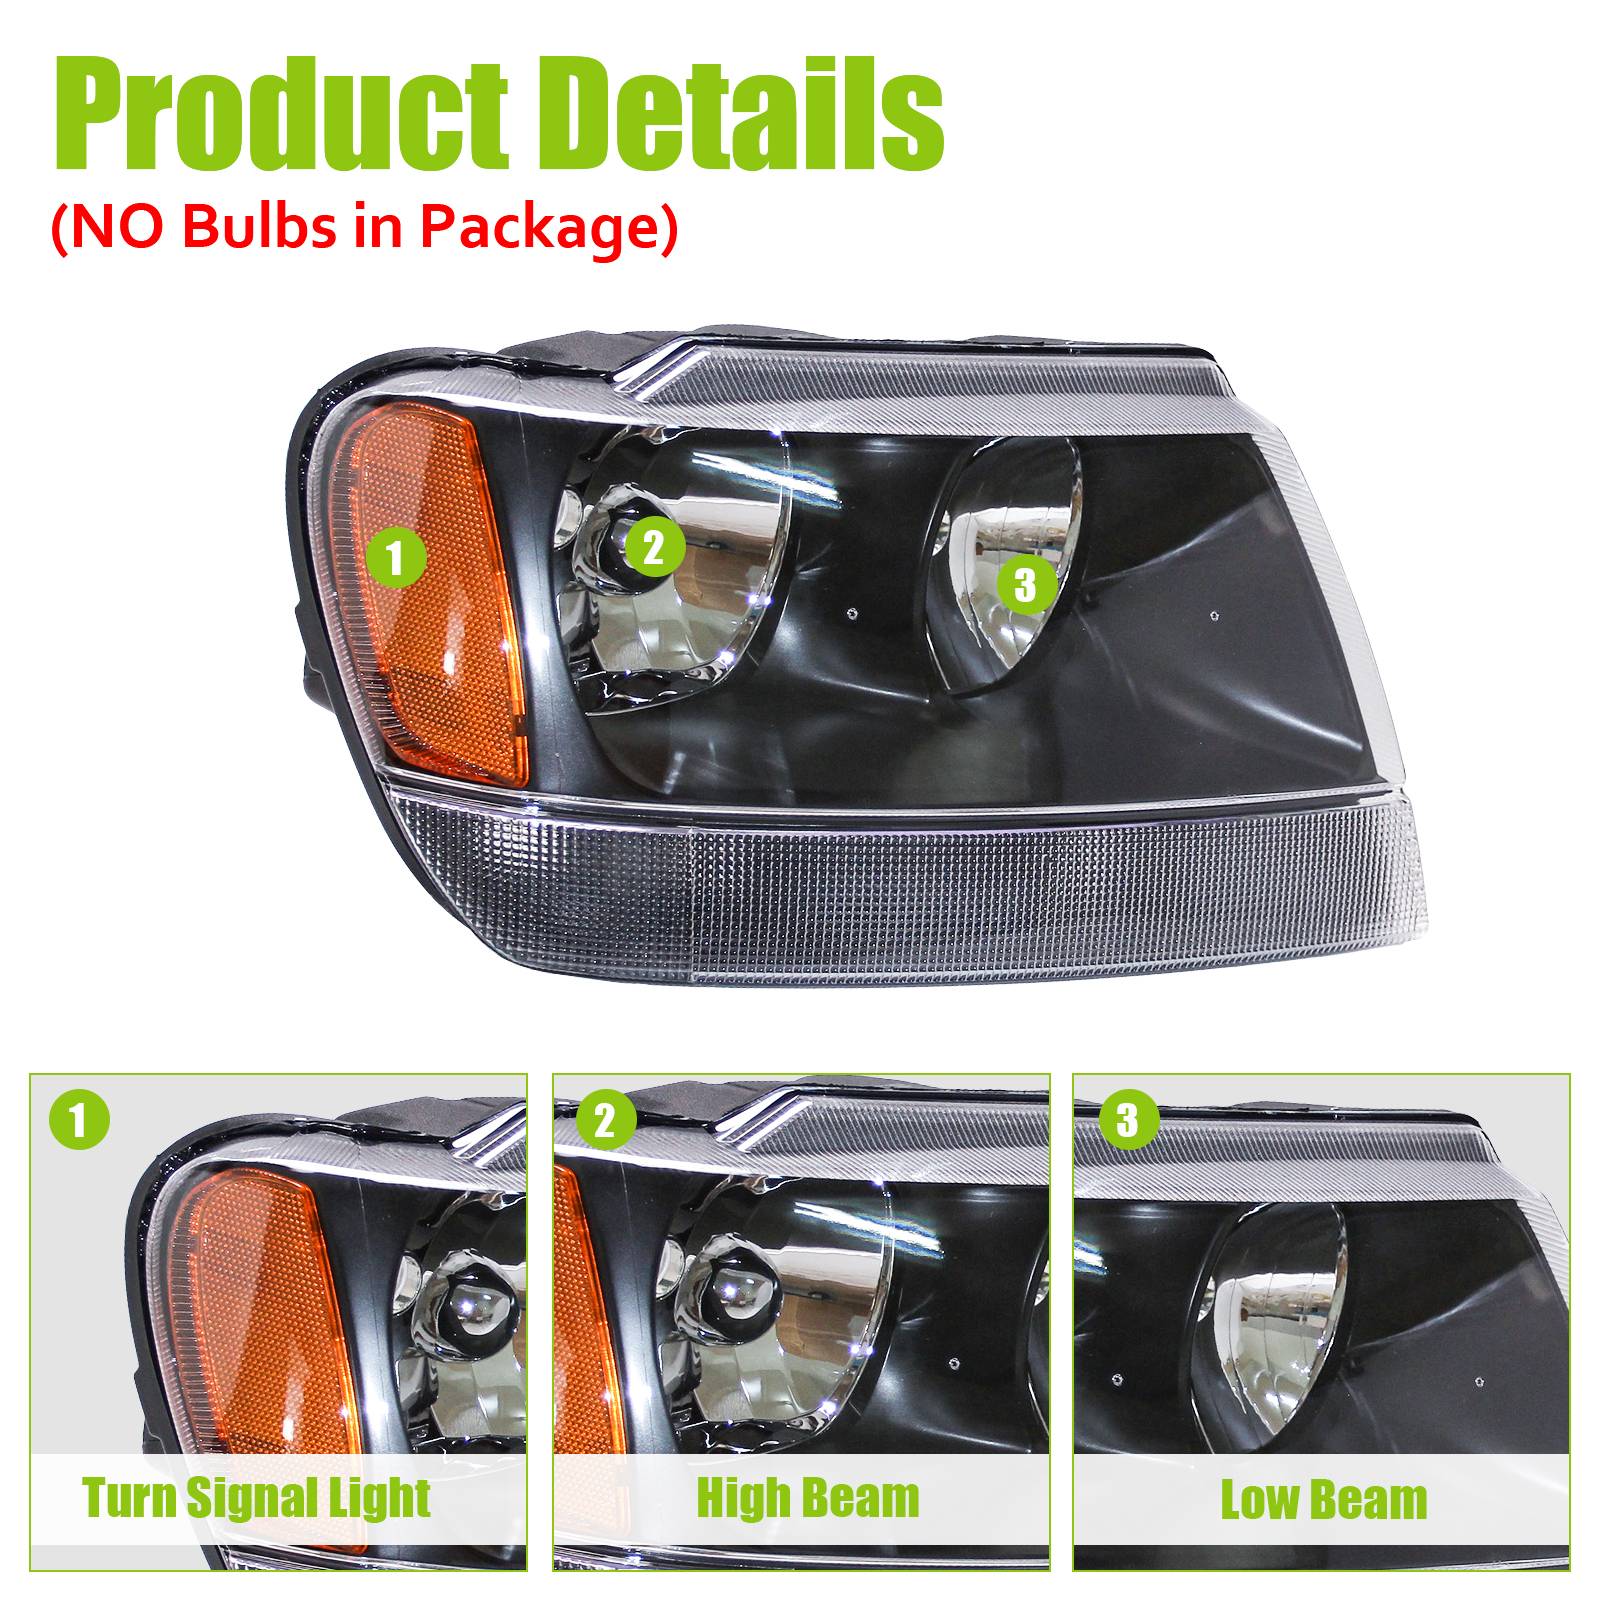 Product Details
(NO Bulbs in Package)
1
2
3
1
2
3
Turn Signal Light
High Beam
Low Beam